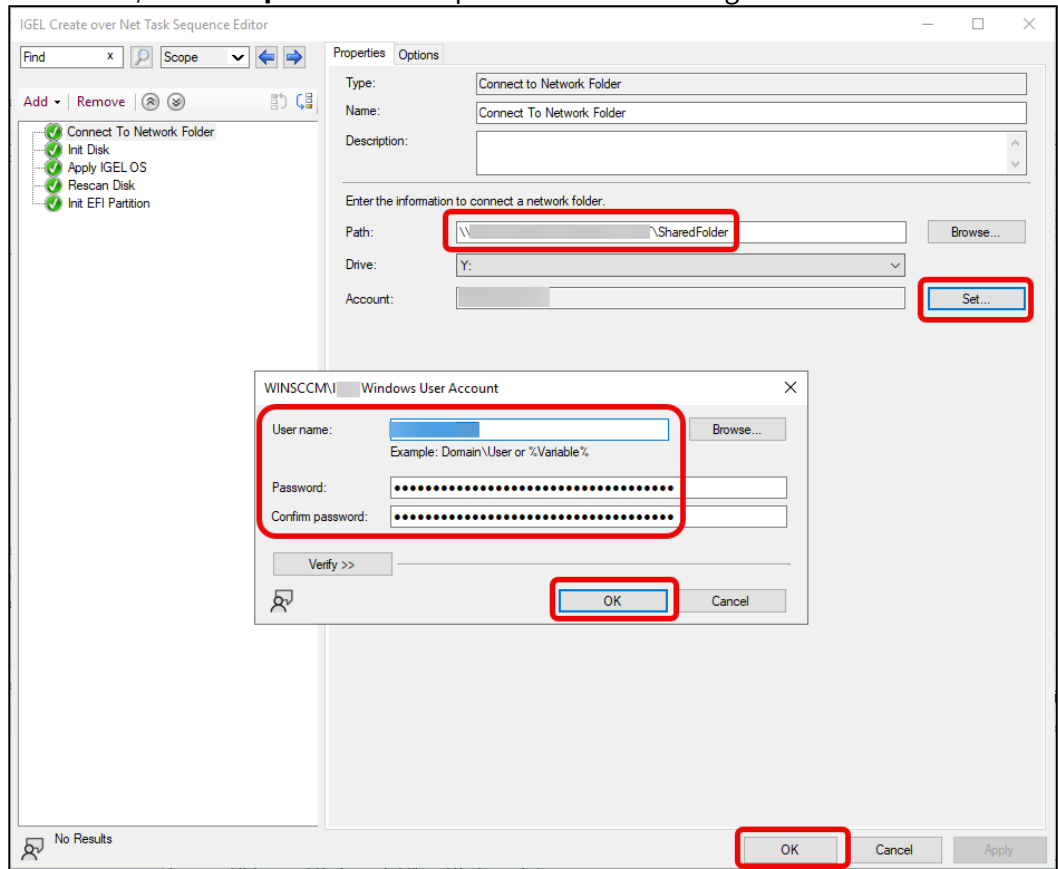 IGEL Create over Net Task Sequence Editor
Find x Scope
Properties Options
Add Remove
Connect To Network Folder
Init Disk
Apply IGEL OS
Rescan Disk
Init EFI Partition
Type: Connect to Network Folder
Name: Connect To Network Folder
Description:
Enter the information to connect a network folder.
Path: \\ \SharedFolder Browse...
Drive: Y:
Account: Set...
WINSCCM\I Windows User Account
User name: Browse...
Example: Domain\User or %Variable%
Password: ●●●●●●●●●●●●●●●●●●●●●●●●●●●●●●●●●●●
Confirm password: ●●●●●●●●●●●●●●●●●●●●●●●●●●●●●●●●●●●
Verify >>
OK Cancel
No Results
OK Cancel Apply